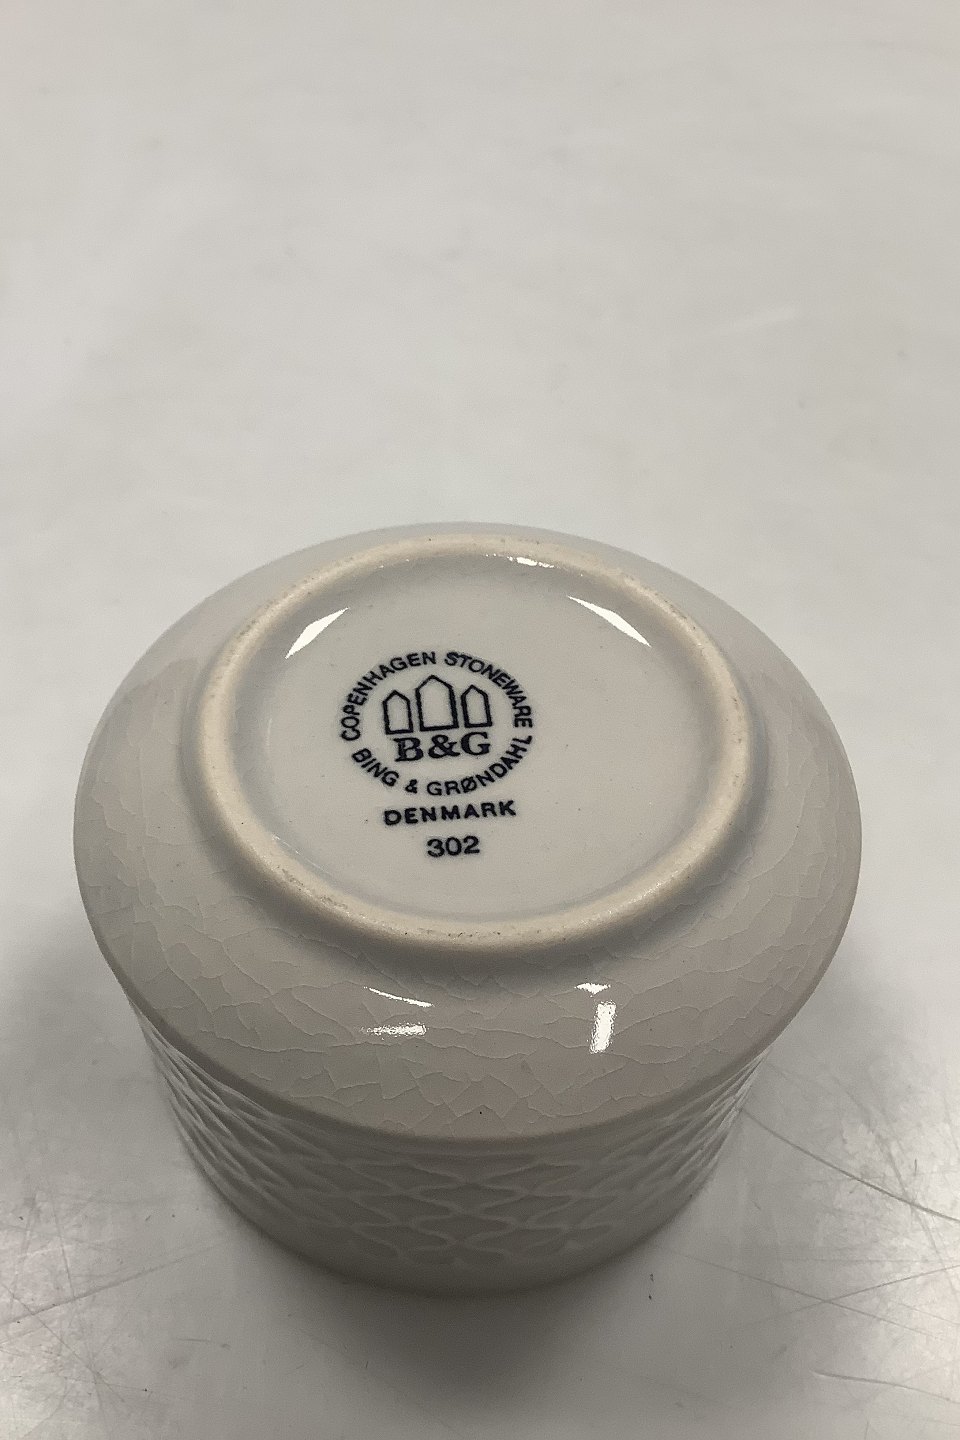 COPENHAGEN STONEWARE
B&G
BING & GRØNDAHL
DENMARK
302